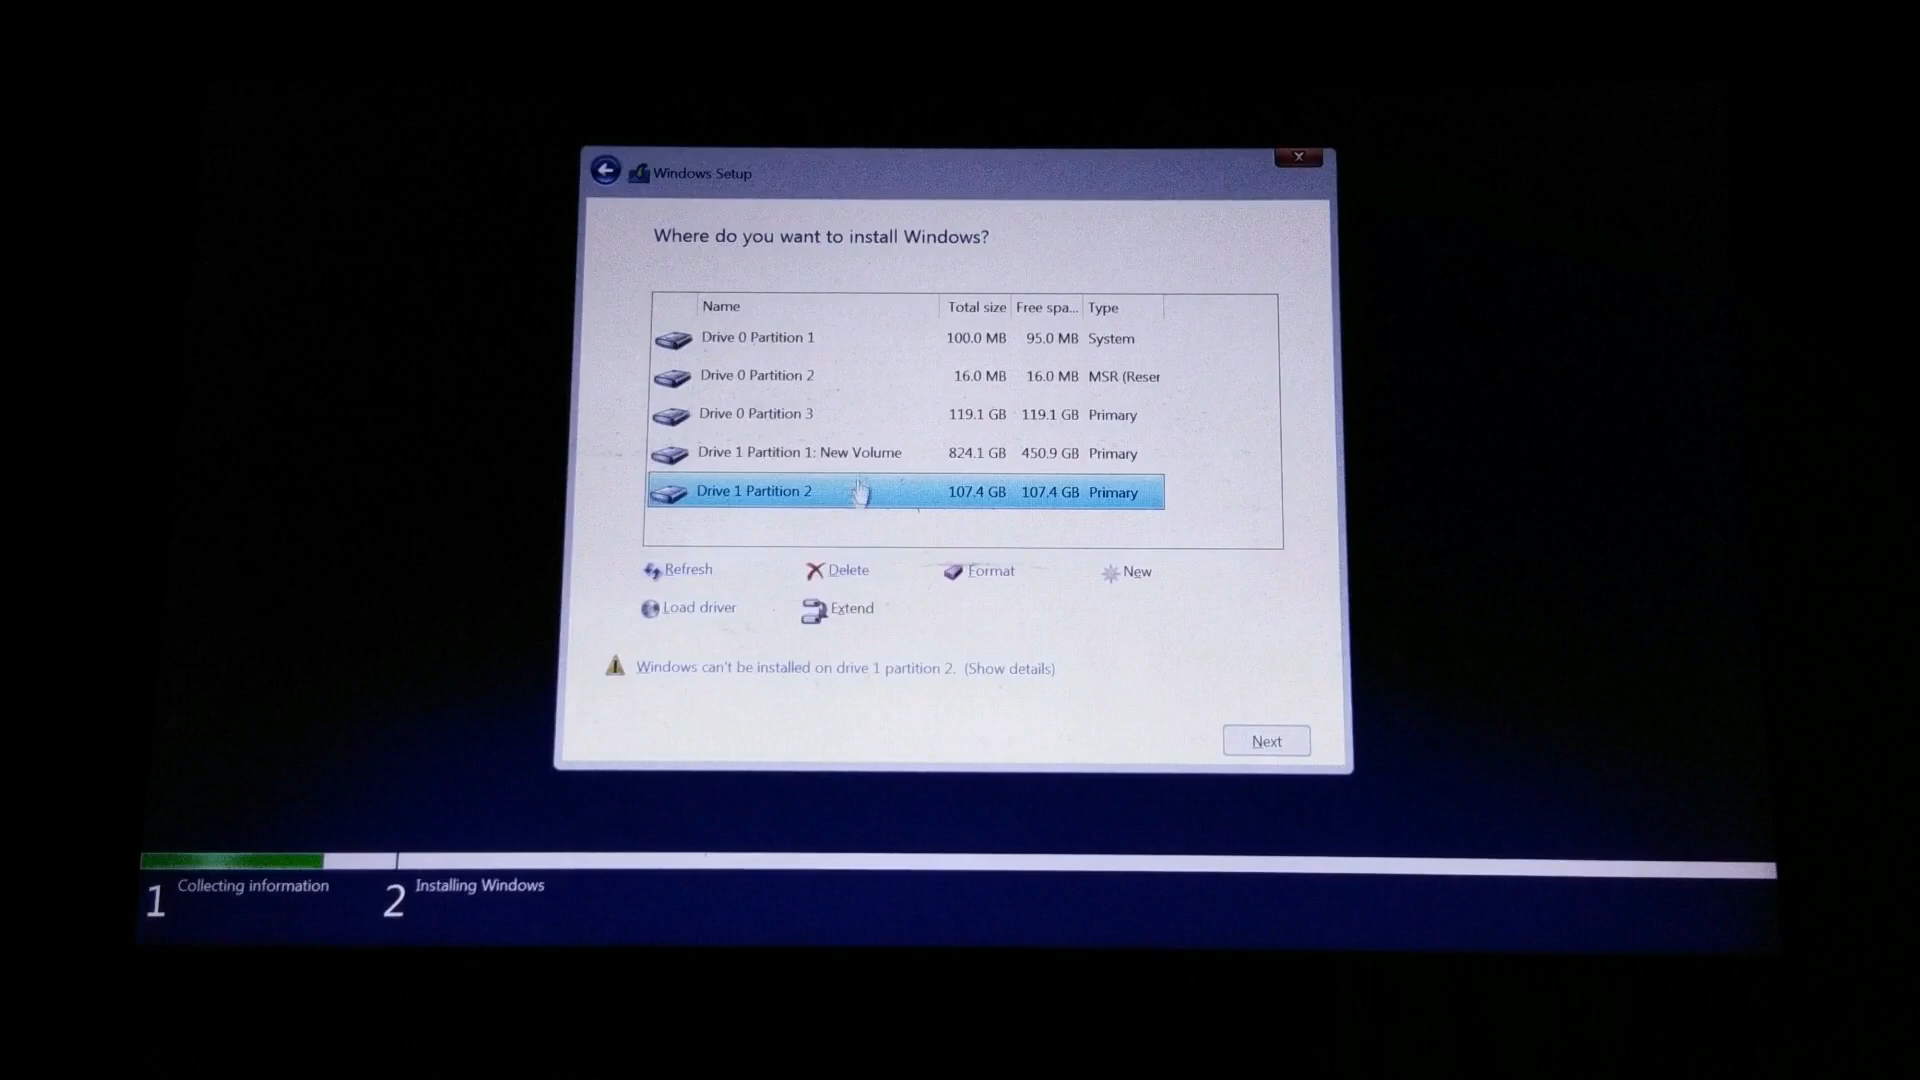 Windows Setup
x
Where do you want to install Windows?
Name Total size Free spa... Type
Drive 0 Partition 1 100.0 MB 95.0 MB System
Drive 0 Partition 2 16.0 MB 16.0 MB MSR (Reser
Drive 0 Partition 3 119.1 GB 119.1 GB Primary
Drive 1 Partition 1: New Volume 824.1 GB 450.9 GB Primary
Drive 1 Partition 2 107.4 GB 107.4 GB Primary
Refresh Delete Format New
Load driver Extend
Windows can't be installed on drive 1 partition 2. (Show details)
Next
1 Collecting information 2 Installing Windows